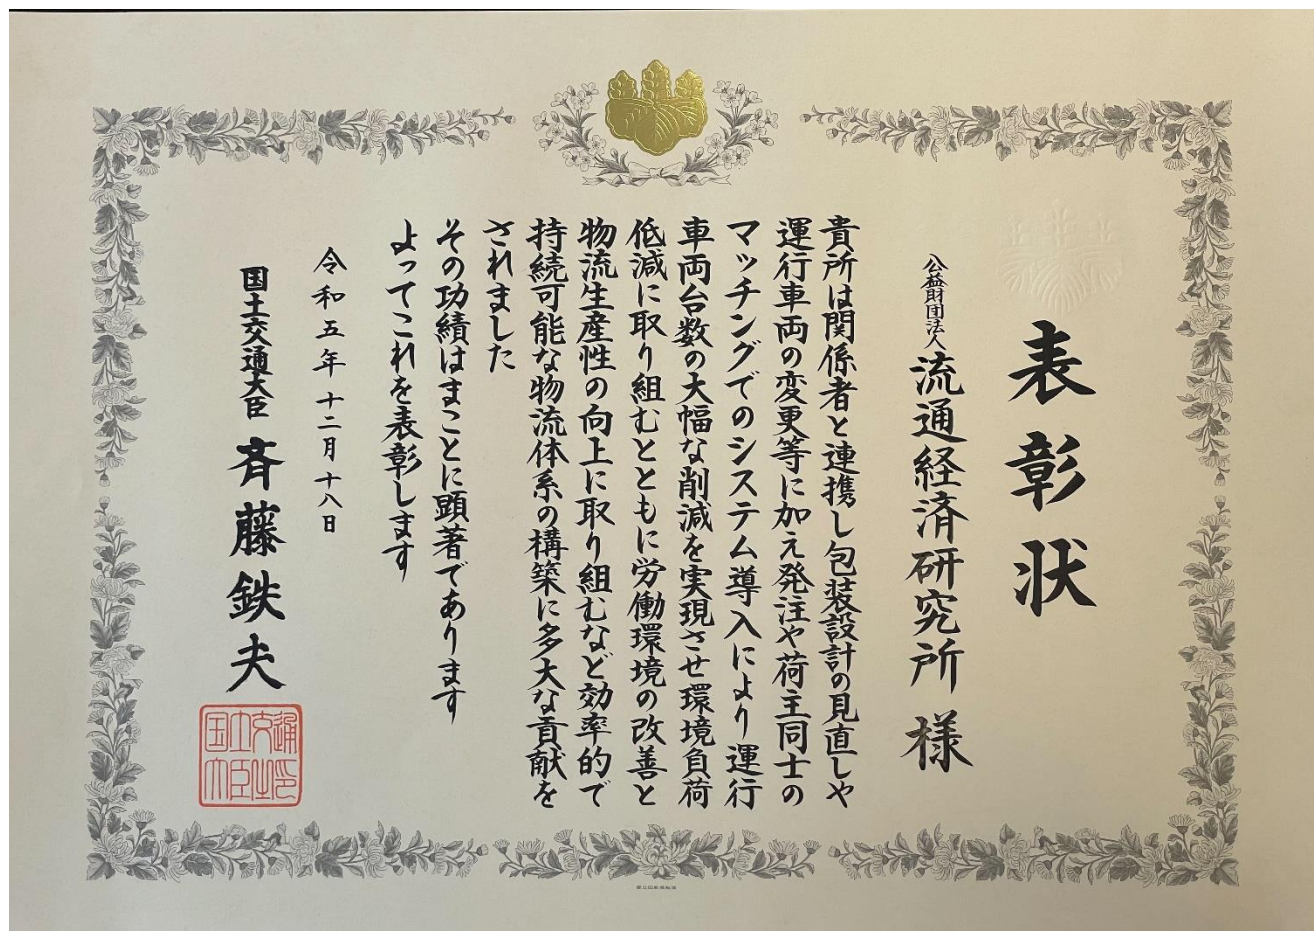 表彰状
公益財団法人 流通経済研究所 様
貴所は関係者と連携し包装設計の見直しや
運行車両の変更等に加え発注や荷主同士の
マッチングでのシステム導入により運行
車両台数の大幅な削減を実現させ環境負荷
低減に取り組むとともに労働環境の改善と
物流生産性の向上に取り組むなど効率的で
持続可能な物流体系の構築に多大な貢献を
されました
その功績はまことに顕著であります
よってこれを表彰します
令和五年十二月十八日
国土交通大臣 斉藤鉄夫
国土交通大臣之印